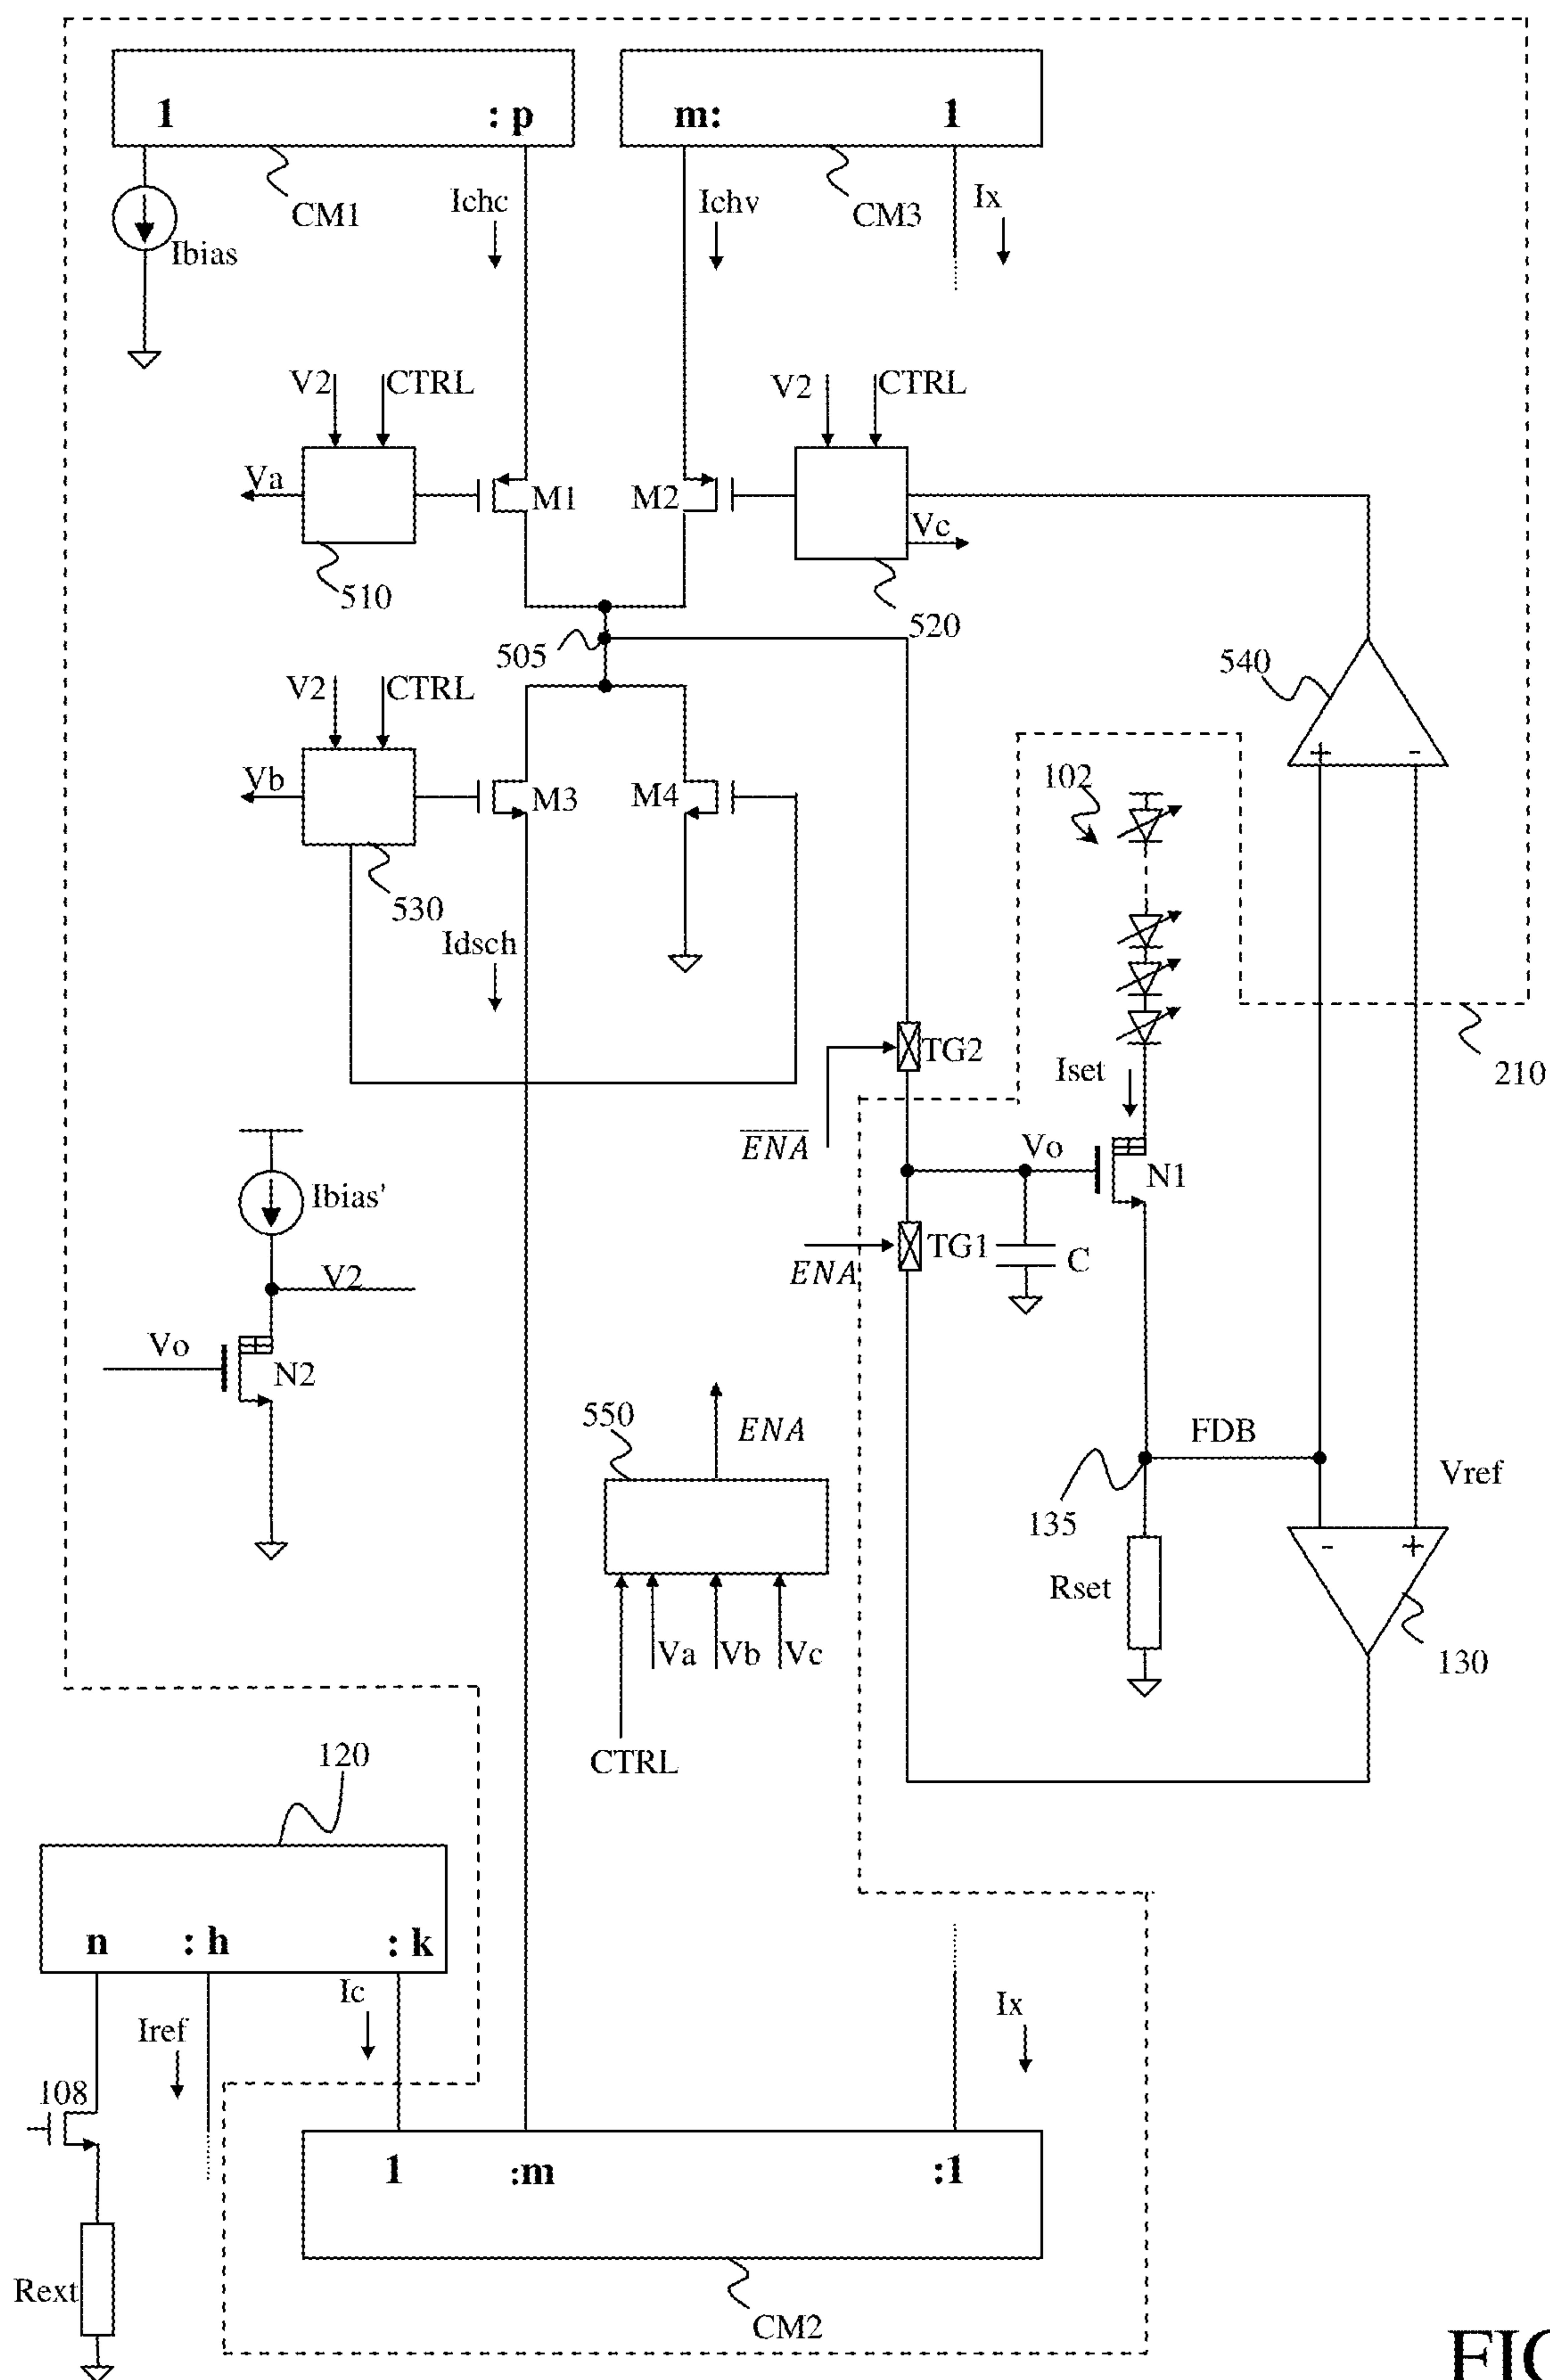 1 : p
m: 1
CM1
Ichc
Ichv
CM3
Ix
Ibias
V2 CTRL
V2 CTRL
Va
M1
M2
Vc
510
520
505
540
V2 CTRL
+ -
Vb
M3
M4
102
530
Idsch
TG2
Iset
210
ENA
Vo
N1
Ibias'
TG1
C
ENA
V2
Vo
N2
550
ENA
FDB
Vref
135
- +
Rset
Va Vb Vc
130
CTRL
120
n : h : k
Ic
Iref
Ix
108
1 :m :1
Rext
CM2